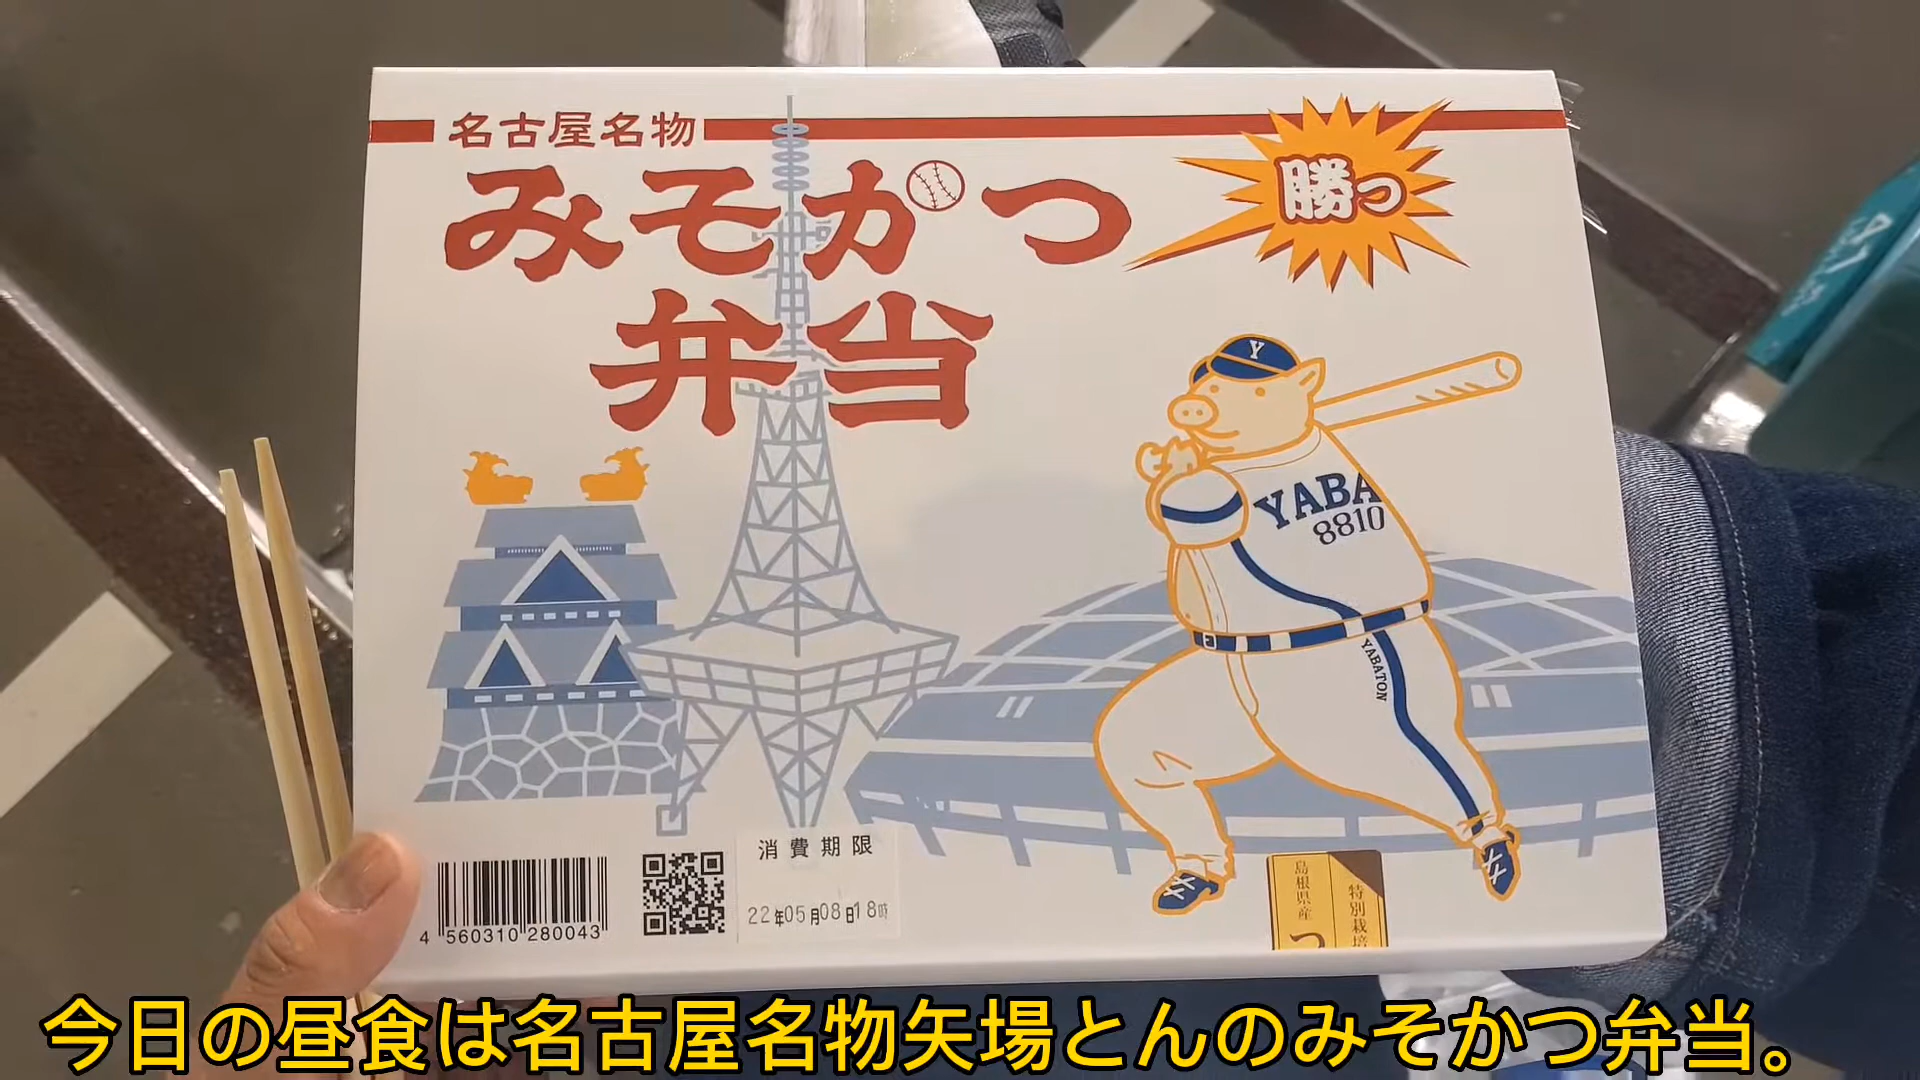 名古屋名物
みそがつ
弁当
勝つ
Y
YABA
8810
YABATON
消費期限
22年05月08日18時
4 560310 280043
島根県産
特別栽培
つ
今日の昼食は名古屋名物矢場とんのみそかつ弁当。